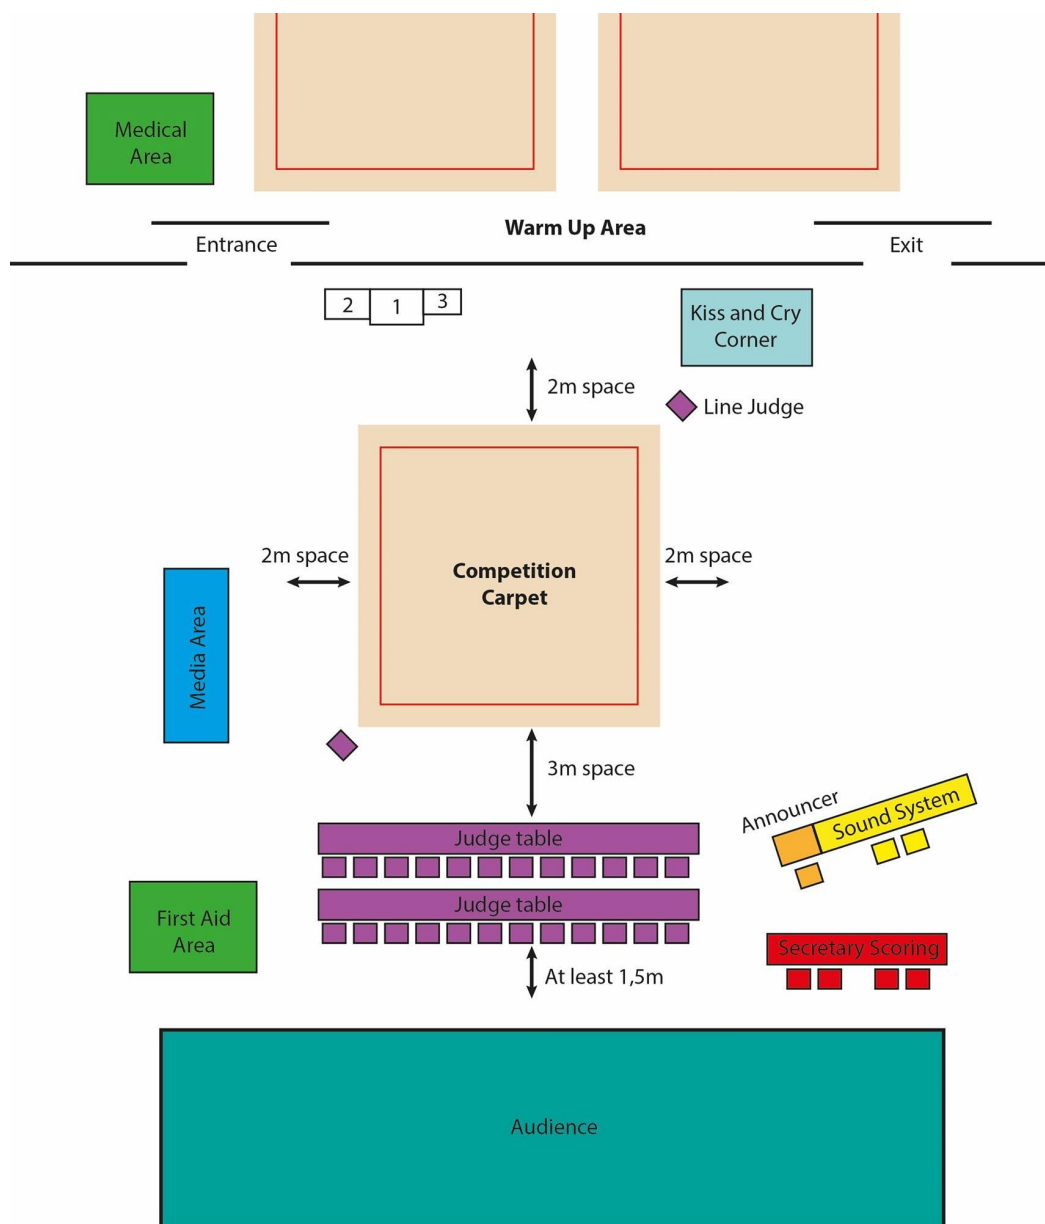 Medical
Area
Warm Up Area
Entrance
Exit
2
1
3
Kiss and Cry
Corner
2m space
Line Judge
2m space
2m space
Competition
Carpet
Media Area
3m space
Announcer
Sound System
Judge table
Judge table
First Aid
Area
Secretary Scoring
At least 1,5m
Audience